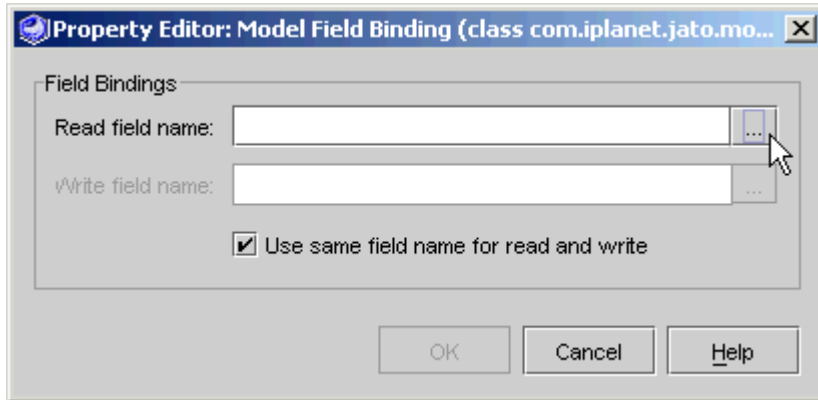 Property Editor: Model Field Binding (class com.iplanet.jato.mo...
Field Bindings
Read field name:
...
Write field name:
...
Use same field name for read and write
OK
Cancel
Help